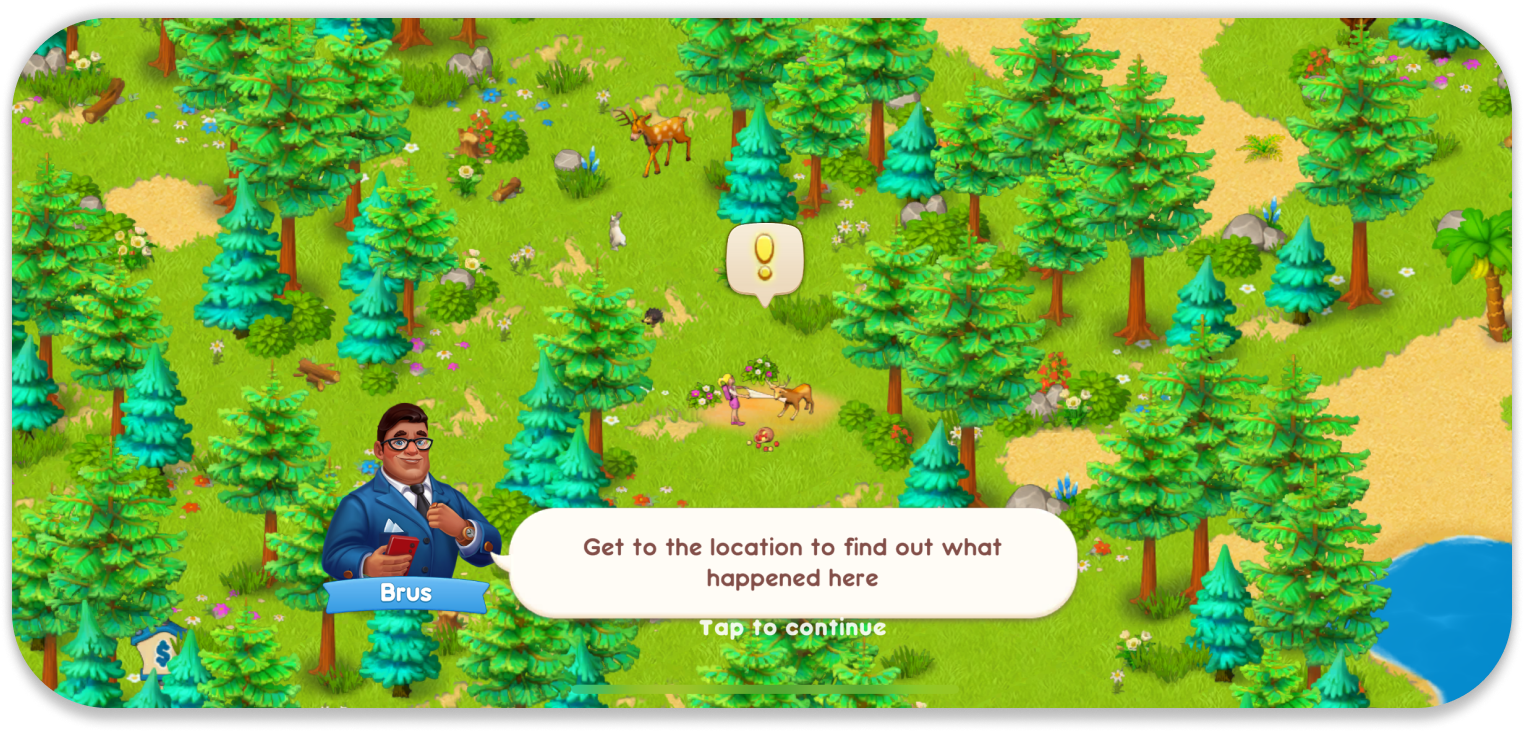 !
Get to the location to find out what
happened here
Brus
Tap to continue
$